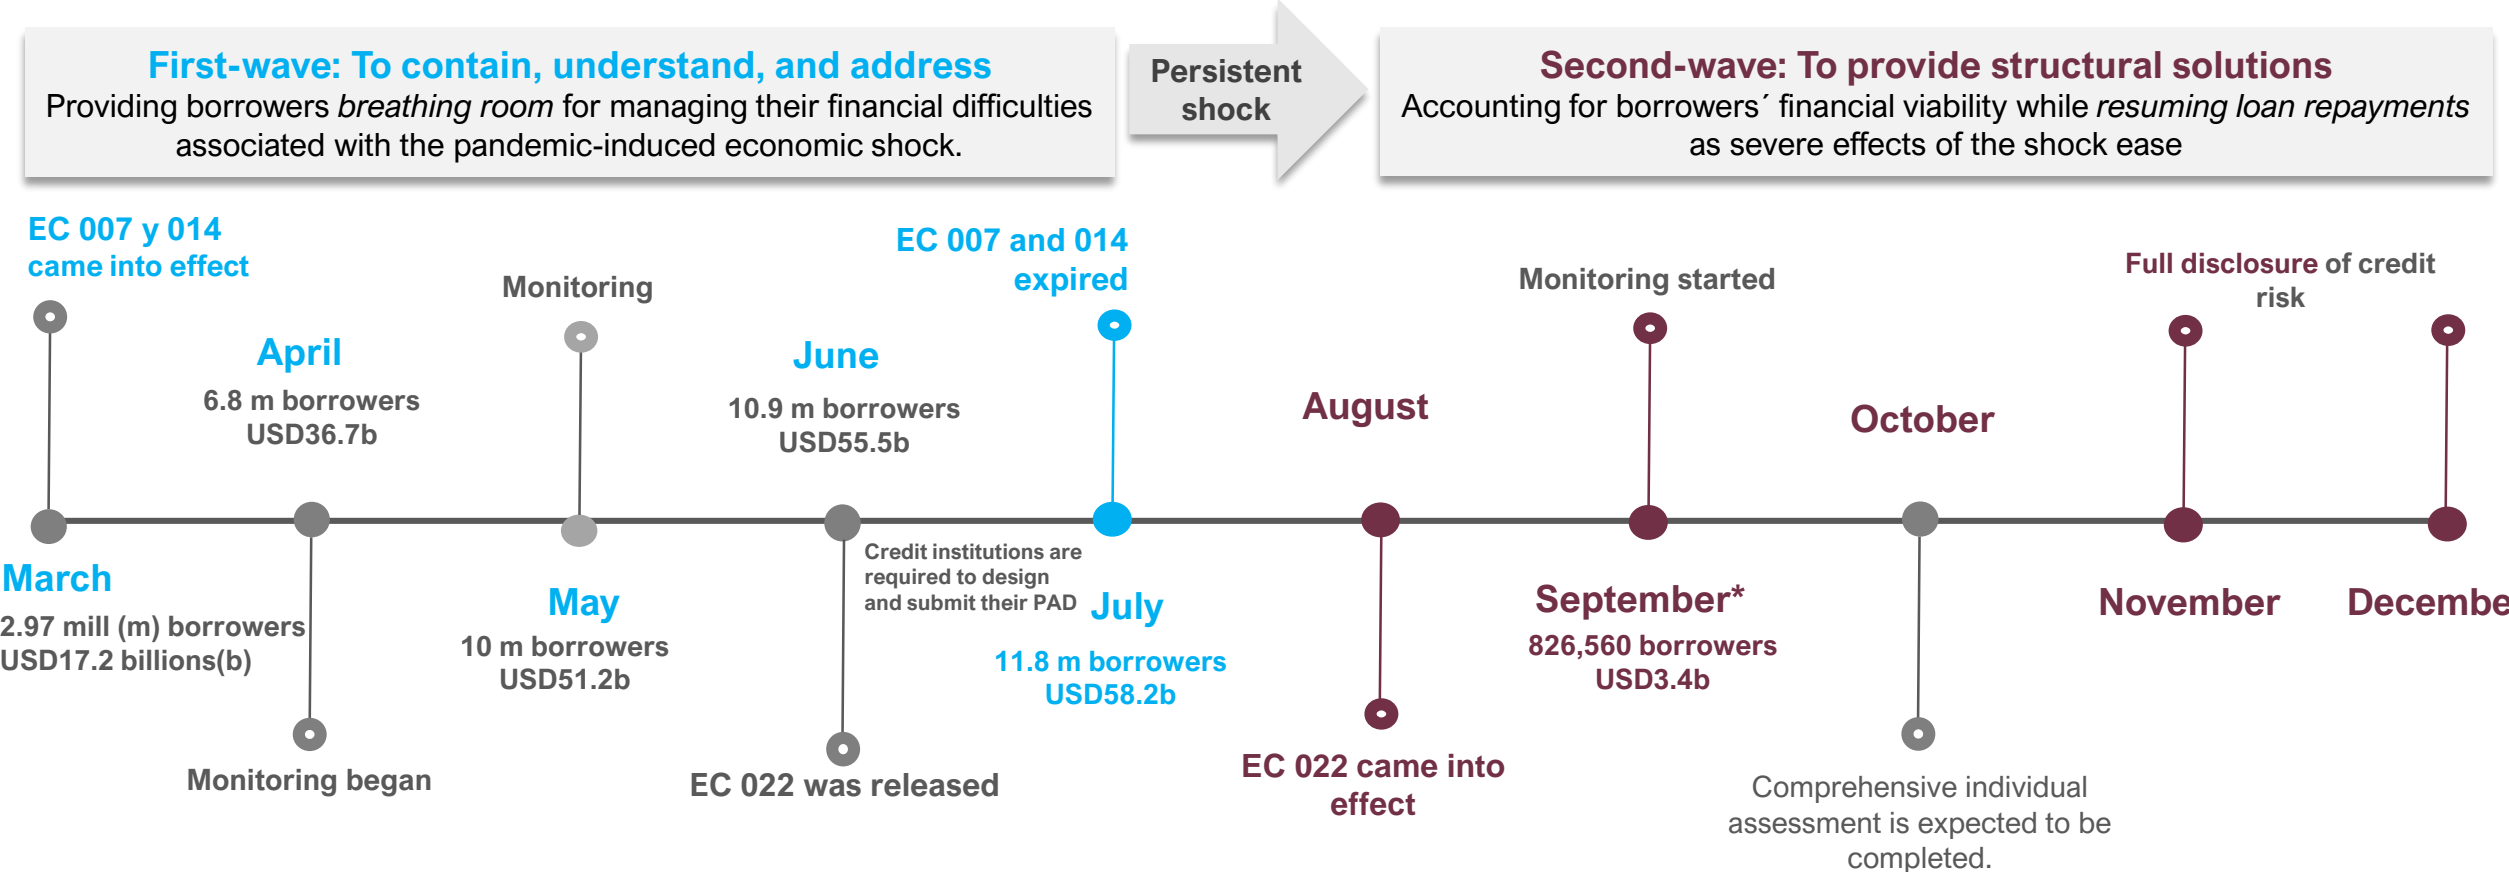 First-wave: To contain, understand, and address
Providing borrowers breathing room for managing their financial difficulties
associated with the pandemic-induced economic shock.
Persistent
shock
Second-wave: To provide structural solutions
Accounting for borrowers´ financial viability while resuming loan repayments
as severe effects of the shock ease
EC 007 y 014
came into effect
March
2.97 mill (m) borrowers
USD17.2 billions(b)
April
6.8 m borrowers
USD36.7b
Monitoring began
Monitoring
May
10 m borrowers
USD51.2b
June
10.9 m borrowers
USD55.5b
Credit institutions are
required to design
and submit their PAD
EC 022 was released
EC 007 and 014
expired
July
11.8 m borrowers
USD58.2b
August
EC 022 came into
effect
Monitoring started
September*
826,560 borrowers
USD3.4b
October
Comprehensive individual
assessment is expected to be
completed.
Full disclosure of credit
risk
November
Decembe